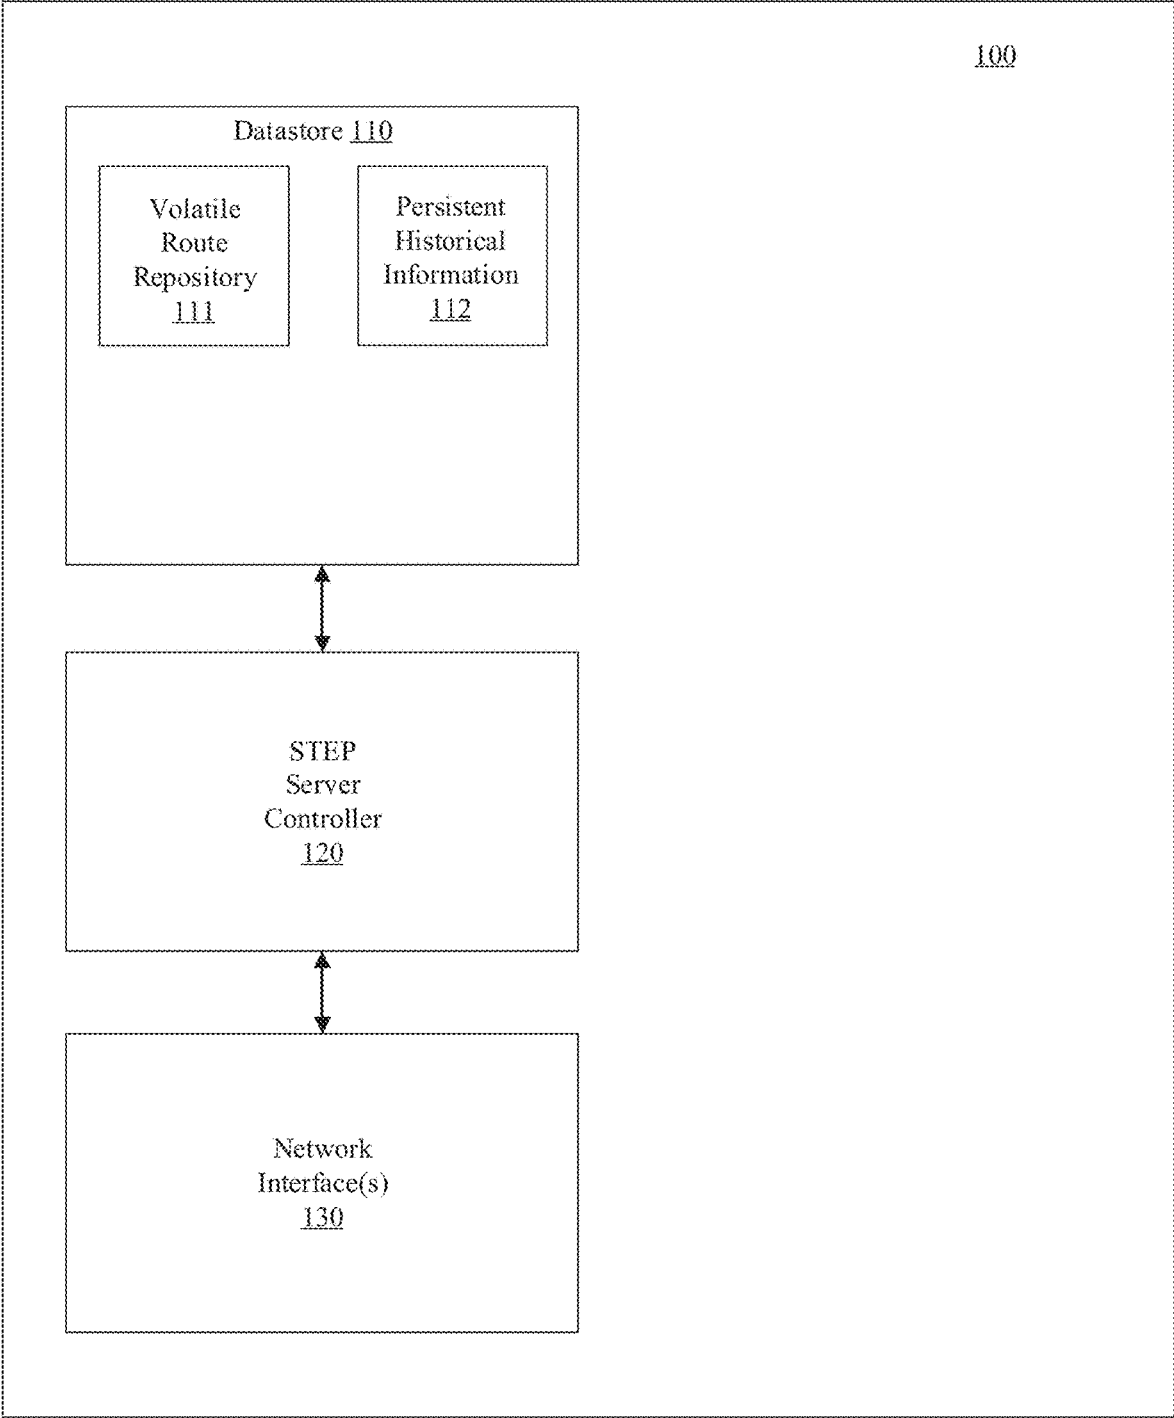 100
Datastore 110
Volatile
Route
Repository
111
Persistent
Historical
Information
112
STEP
Server
Controller
120
Network
Interface(s)
130